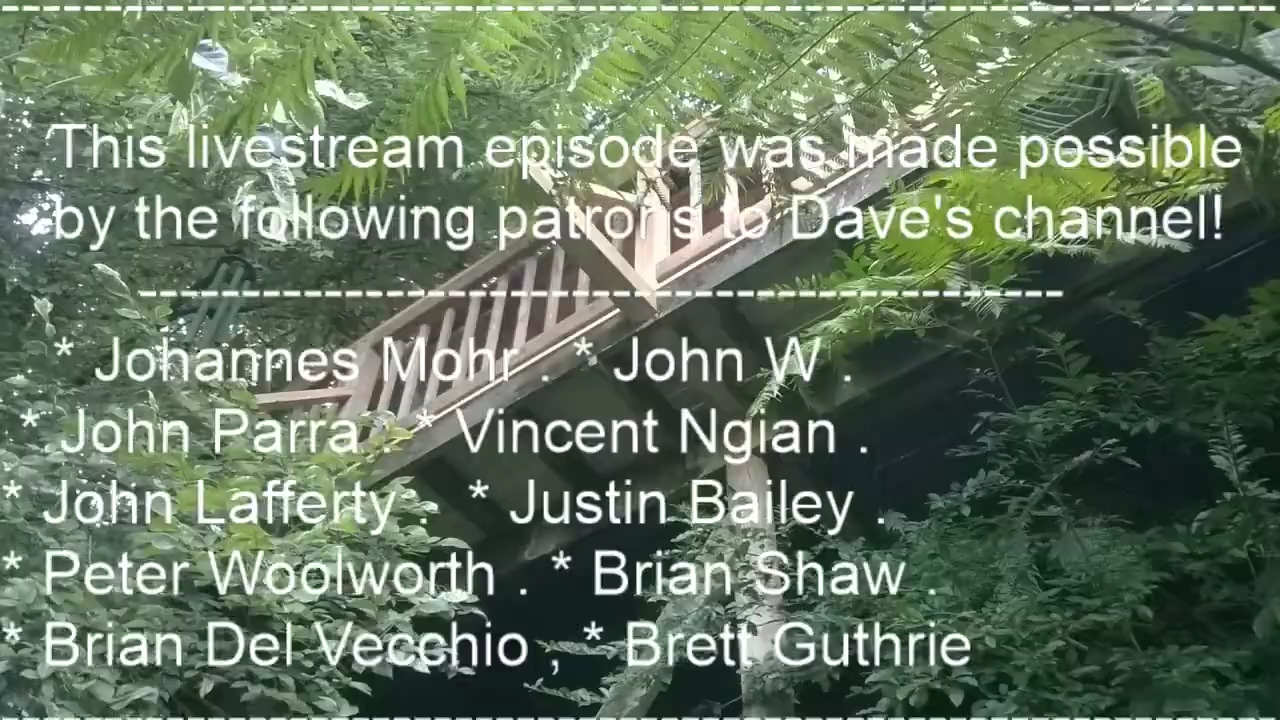 This livestream episode was made possible
by the following patrons to Dave's channel!
* Johannes Mohr . * John W .
* John Parra . * Vincent Ngian .
* John Lafferty . * Justin Bailey .
* Peter Woolworth . * Brian Shaw .
* Brian Del Vecchio , * Brett Guthrie